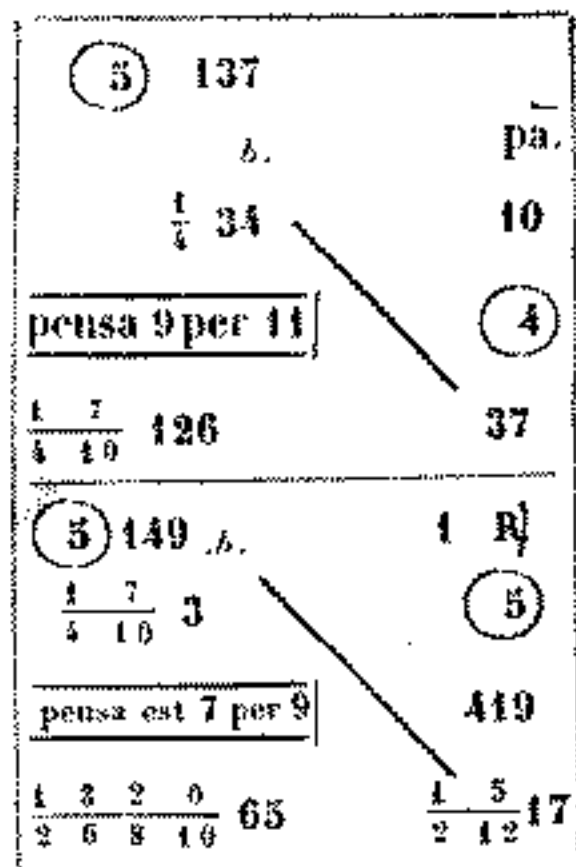 5 137
b. pa.
1/4 34 10
pensa 9 per 11 4
1 7
4 10 126 37
5 149 .b. 1 R
1 7
4 10 3 5
pensa est 7 per 9 419
1 3 2 0
2 6 8 10 65
1 5
2 12 17